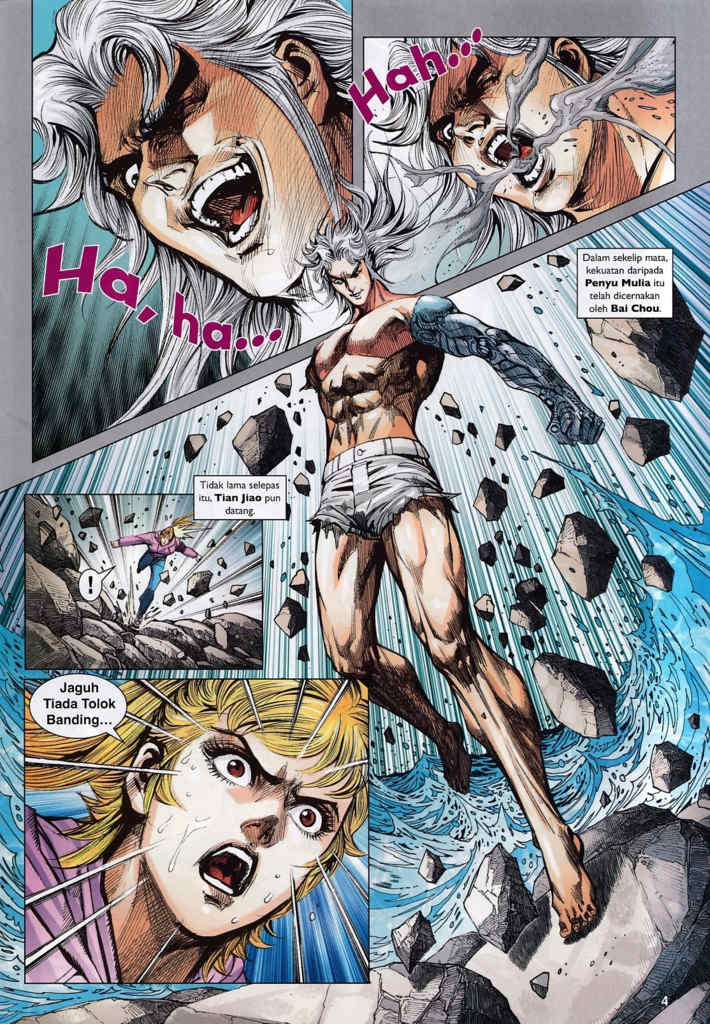 Ha, ha...
Hah...
Dalam sekelip mata,
kekuatan daripada
Penyu Mulia itu
telah dicernakan
oleh Bai Chou.
Tidak lama selepas
itu, Tian Jiao pun
datang.
!
Jaguh
Tiada Tolok
Banding...
4